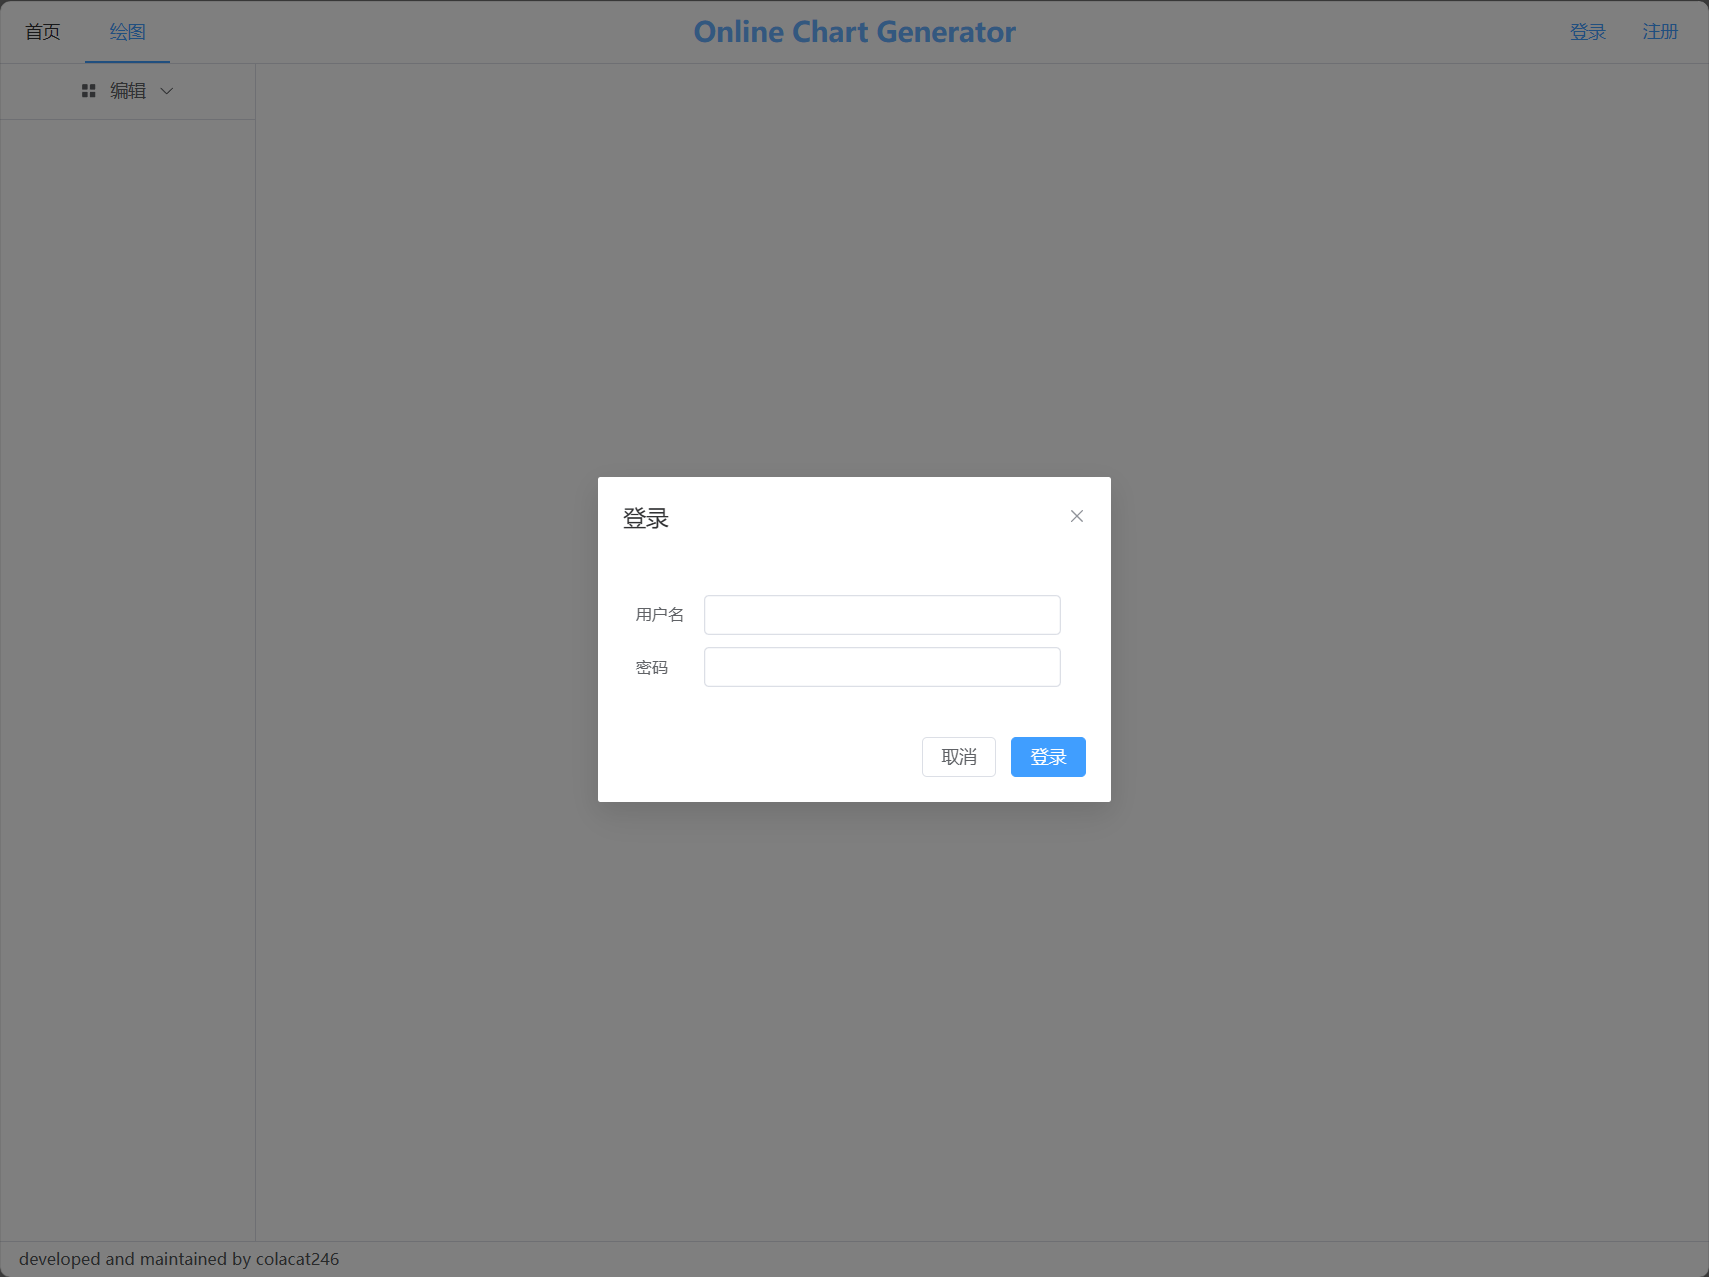 首页 绘图 Online Chart Generator 登录 注册
编辑
登录
用户名
密码
取消 登录
developed and maintained by colacat246